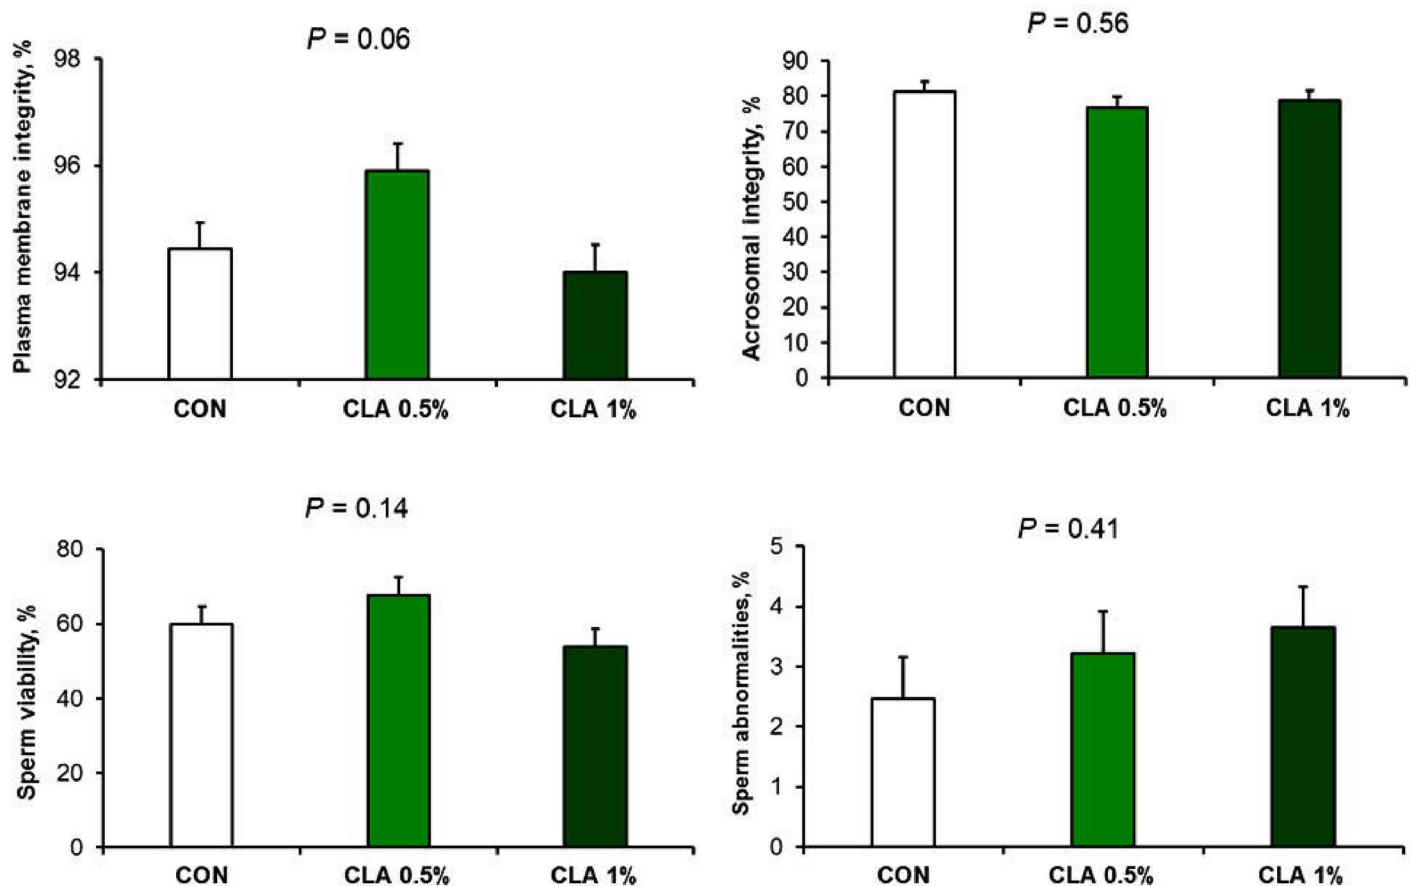 P = 0.06
Plasma membrane integrity, %
98
96
94
92
CON CLA 0.5% CLA 1%
P = 0.56
Acrosomal integrity, %
90
80
70
60
50
40
30
20
10
0
CON CLA 0.5% CLA 1%
P = 0.14
Sperm viability, %
80
60
40
20
0
CON CLA 0.5% CLA 1%
P = 0.41
Sperm abnormalities, %
5
4
3
2
1
0
CON CLA 0.5% CLA 1%